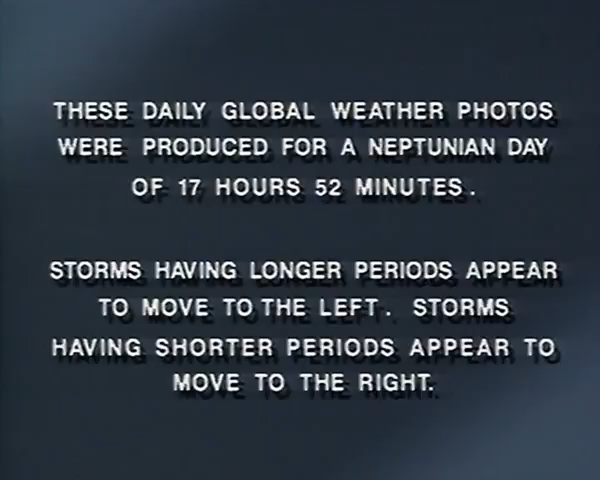 THESE DAILY GLOBAL WEATHER PHOTOS
WERE PRODUCED FOR A NEPTUNIAN DAY
OF 17 HOURS 52 MINUTES.
STORMS HAVING LONGER PERIODS APPEAR
TO MOVE TO THE LEFT. STORMS
HAVING SHORTER PERIODS APPEAR TO
MOVE TO THE RIGHT.